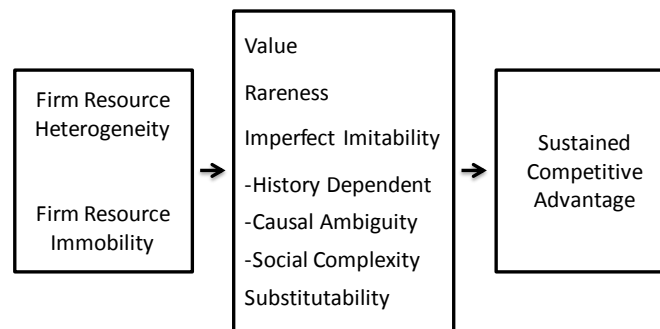 Firm Resource
Heterogeneity
Firm Resource
Immobility
Value
Rareness
Imperfect Imitability
-History Dependent
-Causal Ambiguity
-Social Complexity
Substitutability
Sustained
Competitive
Advantage